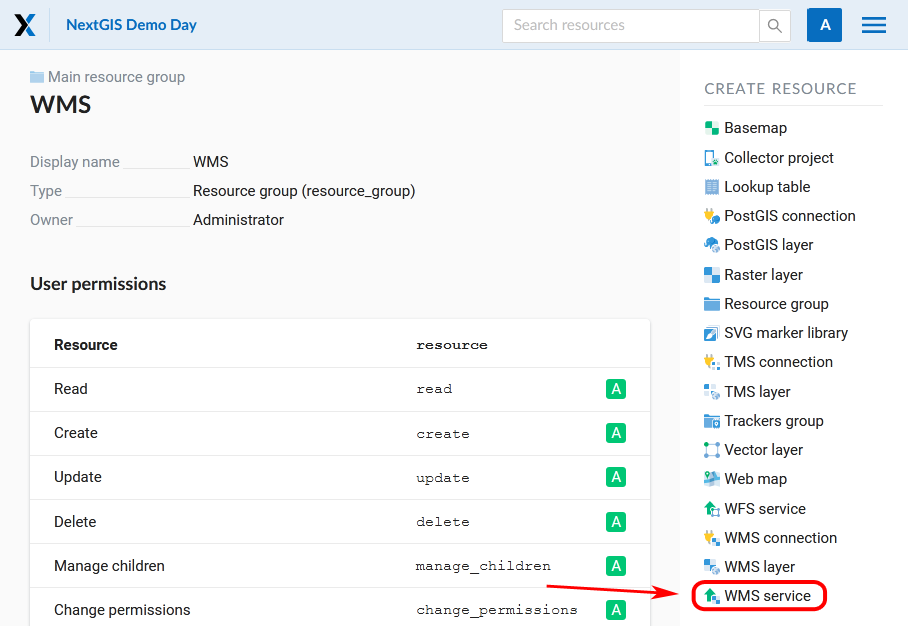 NextGIS Demo Day
Search resources
A
Main resource group
WMS
Display name WMS
Type Resource group (resource_group)
Owner Administrator
User permissions
Resource resource
Read read A
Create create A
Update update A
Delete delete A
Manage children manage_children A
Change permissions change_permissions A
CREATE RESOURCE
Basemap
Collector project
Lookup table
PostGIS connection
PostGIS layer
Raster layer
Resource group
SVG marker library
TMS connection
TMS layer
Trackers group
Vector layer
Web map
WFS service
WMS connection
WMS layer
WMS service